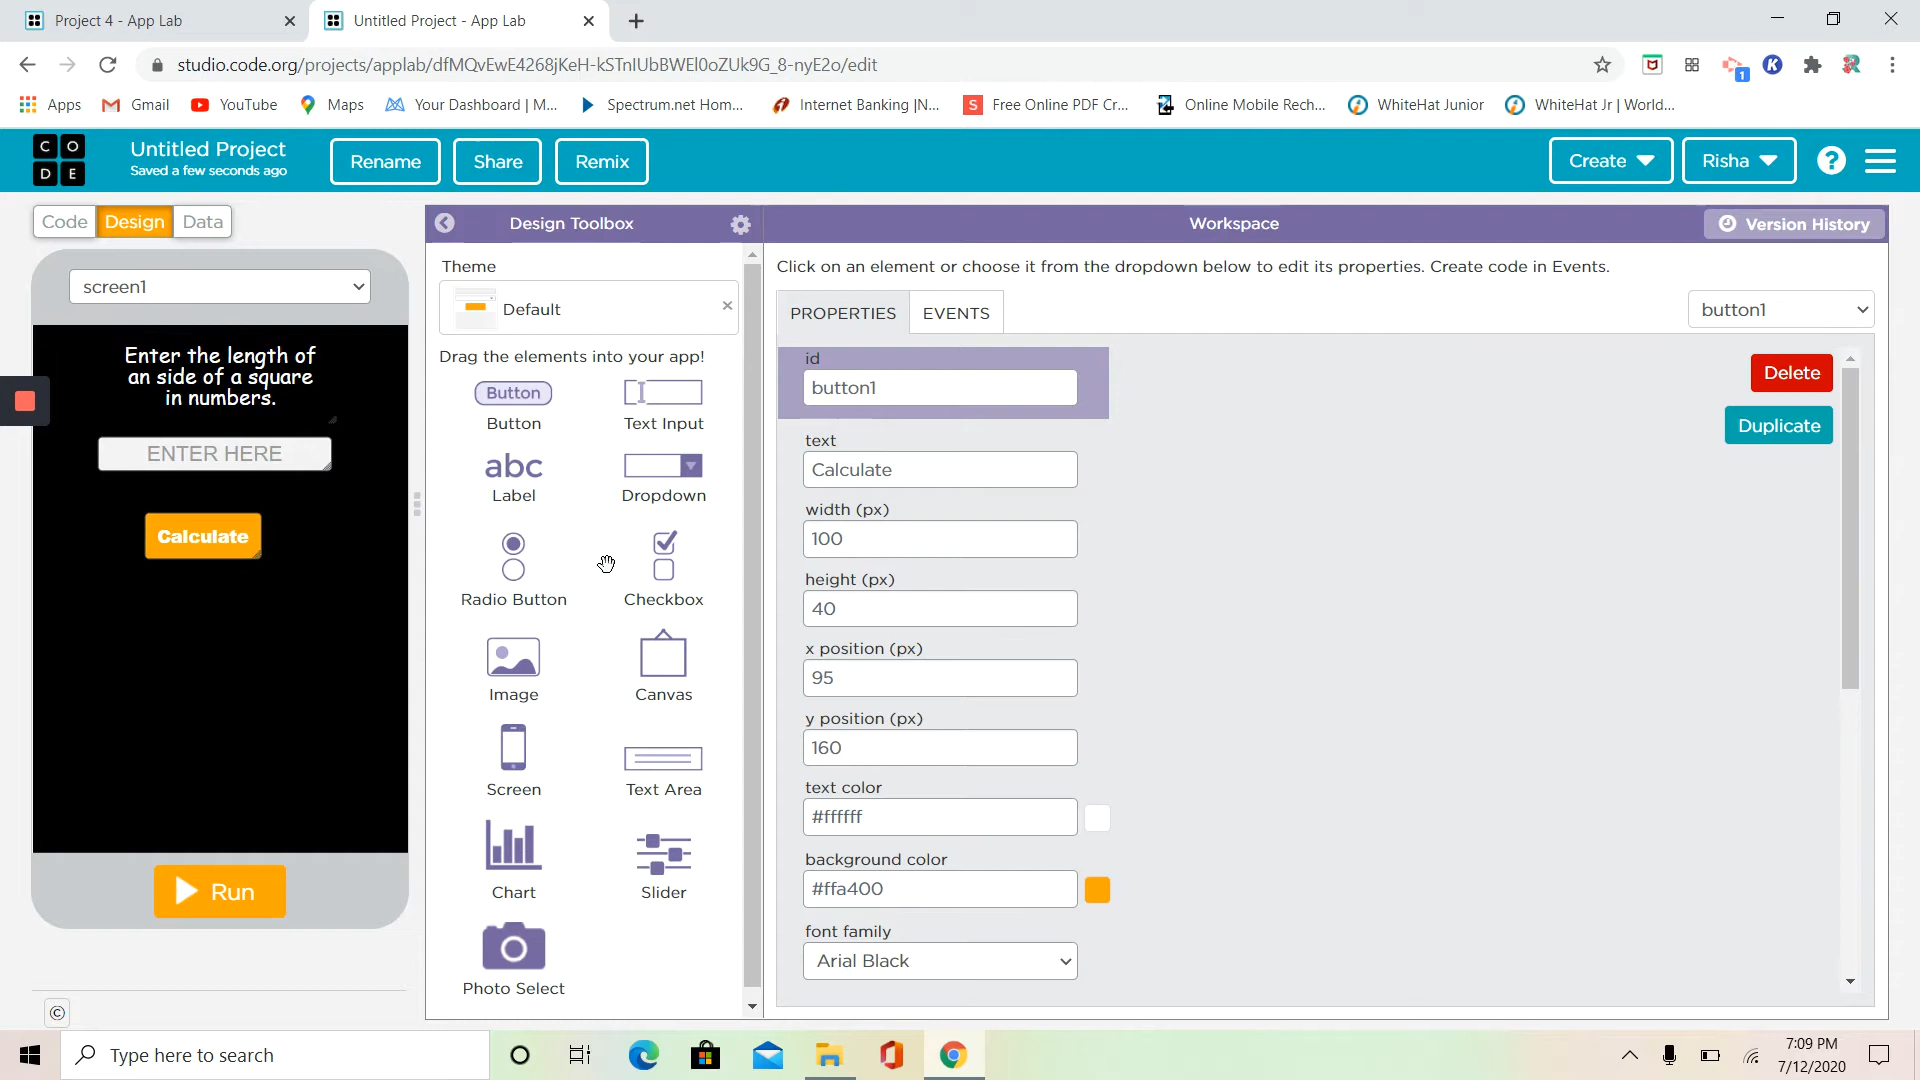 Project 4 - App Lab
Untitled Project - App Lab
studio.code.org/projects/applab/dfMQvEwE4268jKeH-kSTnIUbBWEl0oZUk9G_8-nyE2o/edit
1
K
Apps
Gmail
YouTube
Maps
Your Dashboard | M...
Spectrum.net Hom...
Internet Banking |N...
S
Free Online PDF Cr...
Online Mobile Rech...
WhiteHat Junior
WhiteHat Jr | World...
C O
D E
Untitled Project
Saved a few seconds ago
Rename
Share
Remix
Create
Risha
?
Code
Design
Data
Design Toolbox
Workspace
Version History
screen1
Enter the length of
an side of a square
in numbers.
ENTER HERE
Calculate
Run
©
Theme
Default
Drag the elements into your app!
Button
Button
Text Input
abc
Label
Dropdown
Radio Button
Checkbox
Image
Canvas
Screen
Text Area
Chart
Slider
Photo Select
Click on an element or choose it from the dropdown below to edit its properties. Create code in Events.
PROPERTIES
EVENTS
button1
id
button1
Delete
Duplicate
text
Calculate
width (px)
100
height (px)
40
x position (px)
95
y position (px)
160
text color
#ffffff
background color
#ffa400
font family
Arial Black
Type here to search
7:09 PM
7/12/2020